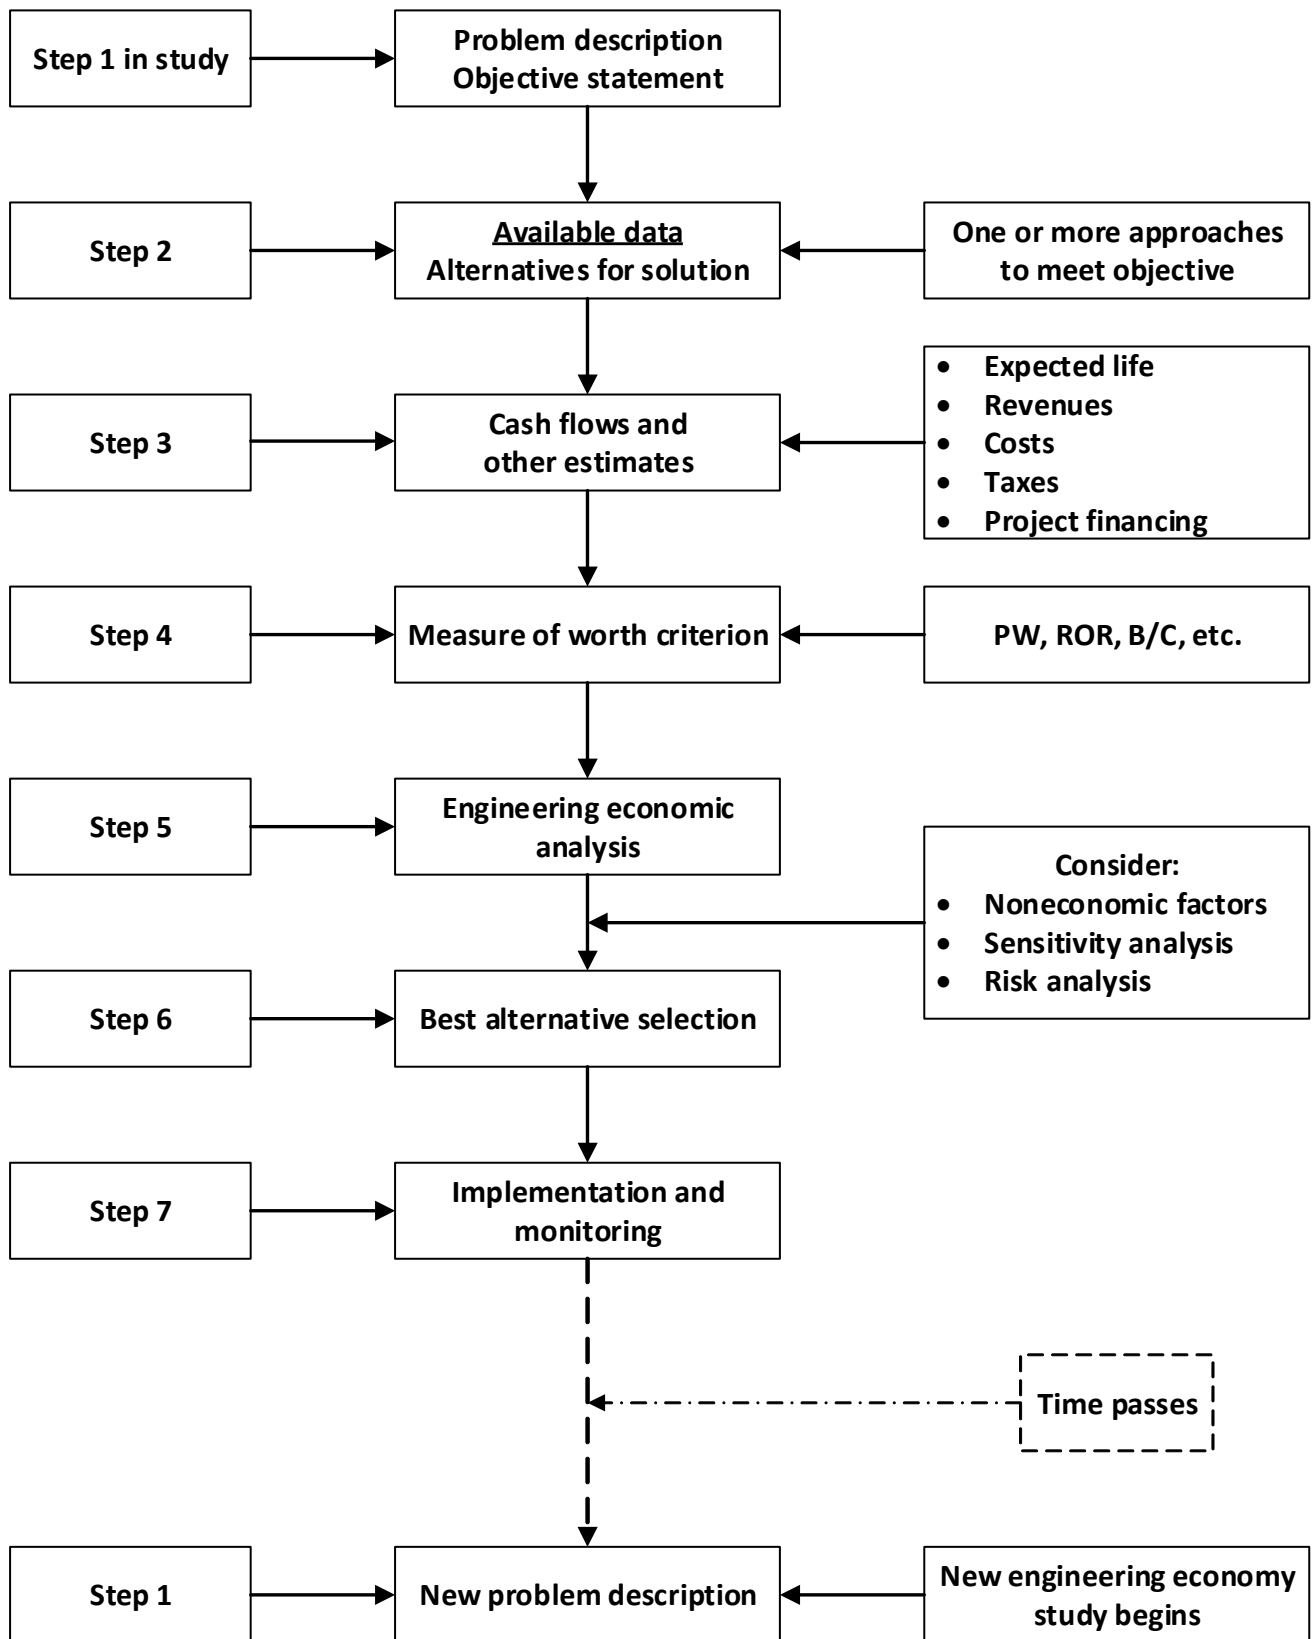 Step 1 in study
Problem description
Objective statement
Step 2
Available data
Alternatives for solution
One or more approaches
to meet objective
Step 3
Cash flows and
other estimates
• Expected life
• Revenues
• Costs
• Taxes
• Project financing
Step 4
Measure of worth criterion
PW, ROR, B/C, etc.
Step 5
Engineering economic
analysis
Consider:
• Noneconomic factors
• Sensitivity analysis
• Risk analysis
Step 6
Best alternative selection
Step 7
Implementation and
monitoring
Time passes
Step 1
New problem description
New engineering economy
study begins